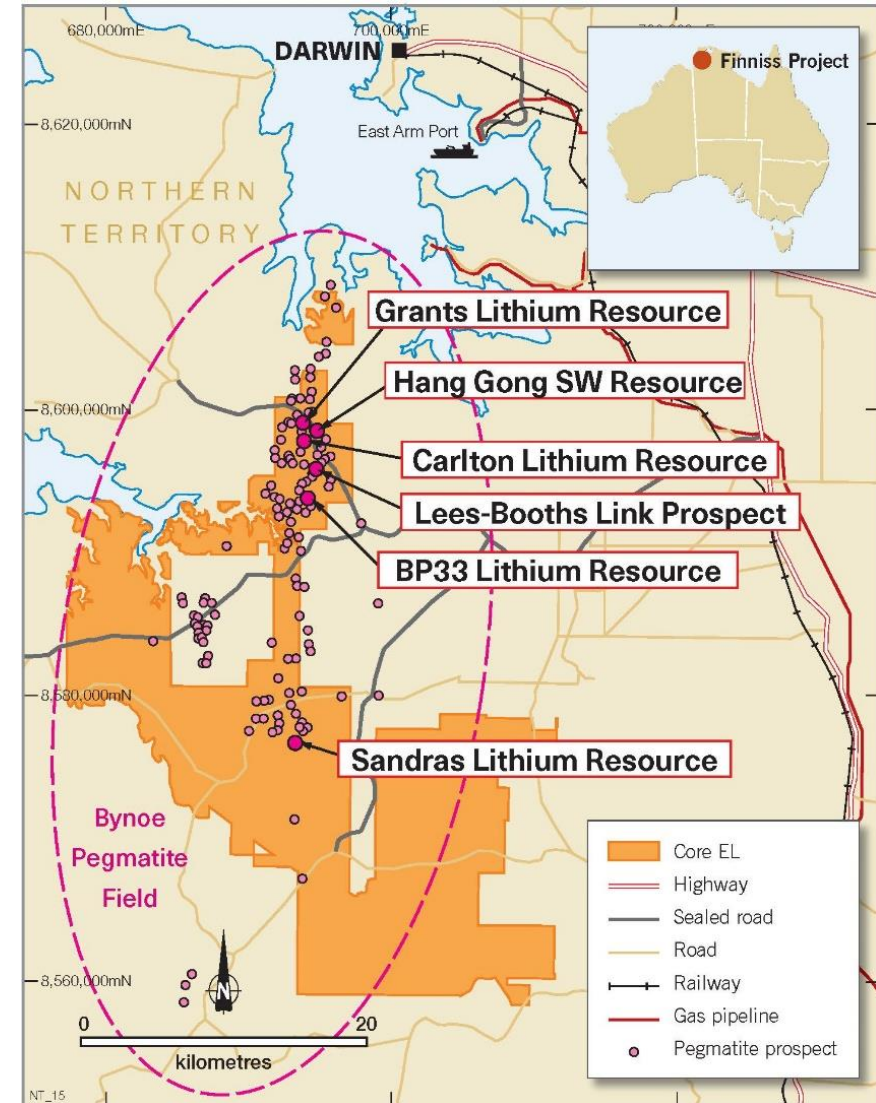 680,000mE
700,000mE
DARWIN
Finniss Project
8,620,000mN
East Arm Port
NORTHERN
TERRITORY
Grants Lithium Resource
Hang Gong SW Resource
8,600,000mN
Carlton Lithium Resource
Lees-Booths Link Prospect
BP33 Lithium Resource
8,580,000mN
Sandras Lithium Resource
Bynoe
Pegmatite
Field
Core EL
Highway
Sealed road
Road
Railway
Gas pipeline
Pegmatite prospect
8,560,000mN
N
0 20
kilometres
NT_15